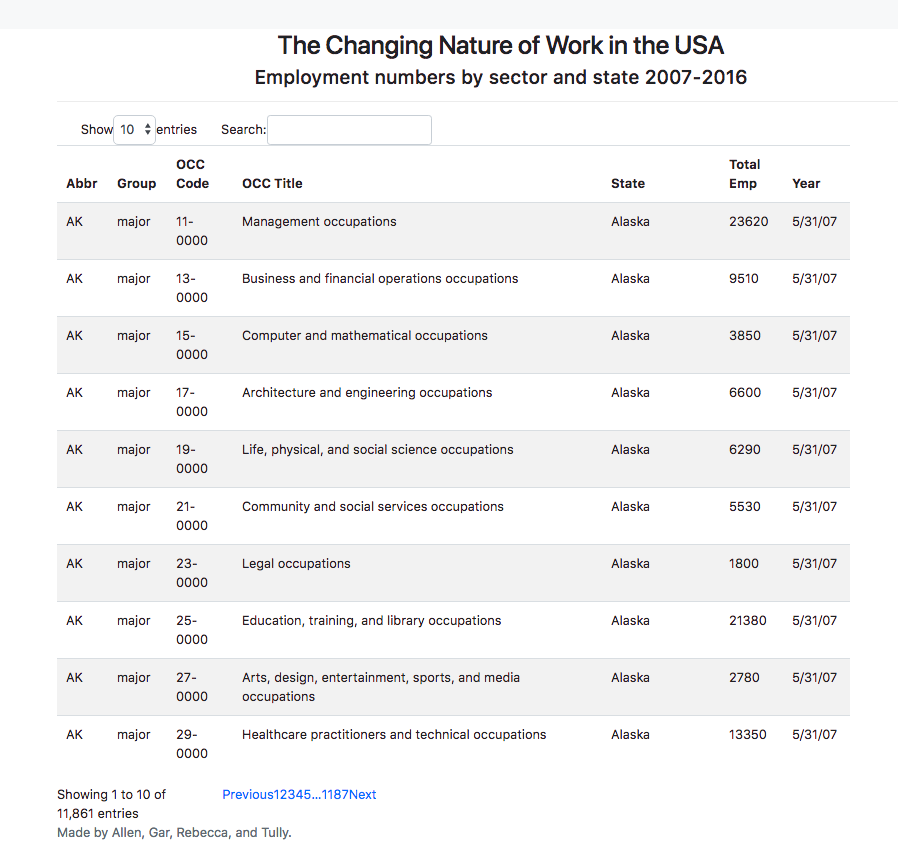 The Changing Nature of Work in the USA
Employment numbers by sector and state 2007-2016
Show 10 entries Search:
Abbr Group OCC Code OCC Title State Total Emp Year
AK major 11-0000 Management occupations Alaska 23620 5/31/07
AK major 13-0000 Business and financial operations occupations Alaska 9510 5/31/07
AK major 15-0000 Computer and mathematical occupations Alaska 3850 5/31/07
AK major 17-0000 Architecture and engineering occupations Alaska 6600 5/31/07
AK major 19-0000 Life, physical, and social science occupations Alaska 6290 5/31/07
AK major 21-0000 Community and social services occupations Alaska 5530 5/31/07
AK major 23-0000 Legal occupations Alaska 1800 5/31/07
AK major 25-0000 Education, training, and library occupations Alaska 21380 5/31/07
AK major 27-0000 Arts, design, entertainment, sports, and media occupations Alaska 2780 5/31/07
AK major 29-0000 Healthcare practitioners and technical occupations Alaska 13350 5/31/07
Showing 1 to 10 of
11,861 entries
Previous12345…1187Next
Made by Allen, Gar, Rebecca, and Tully.